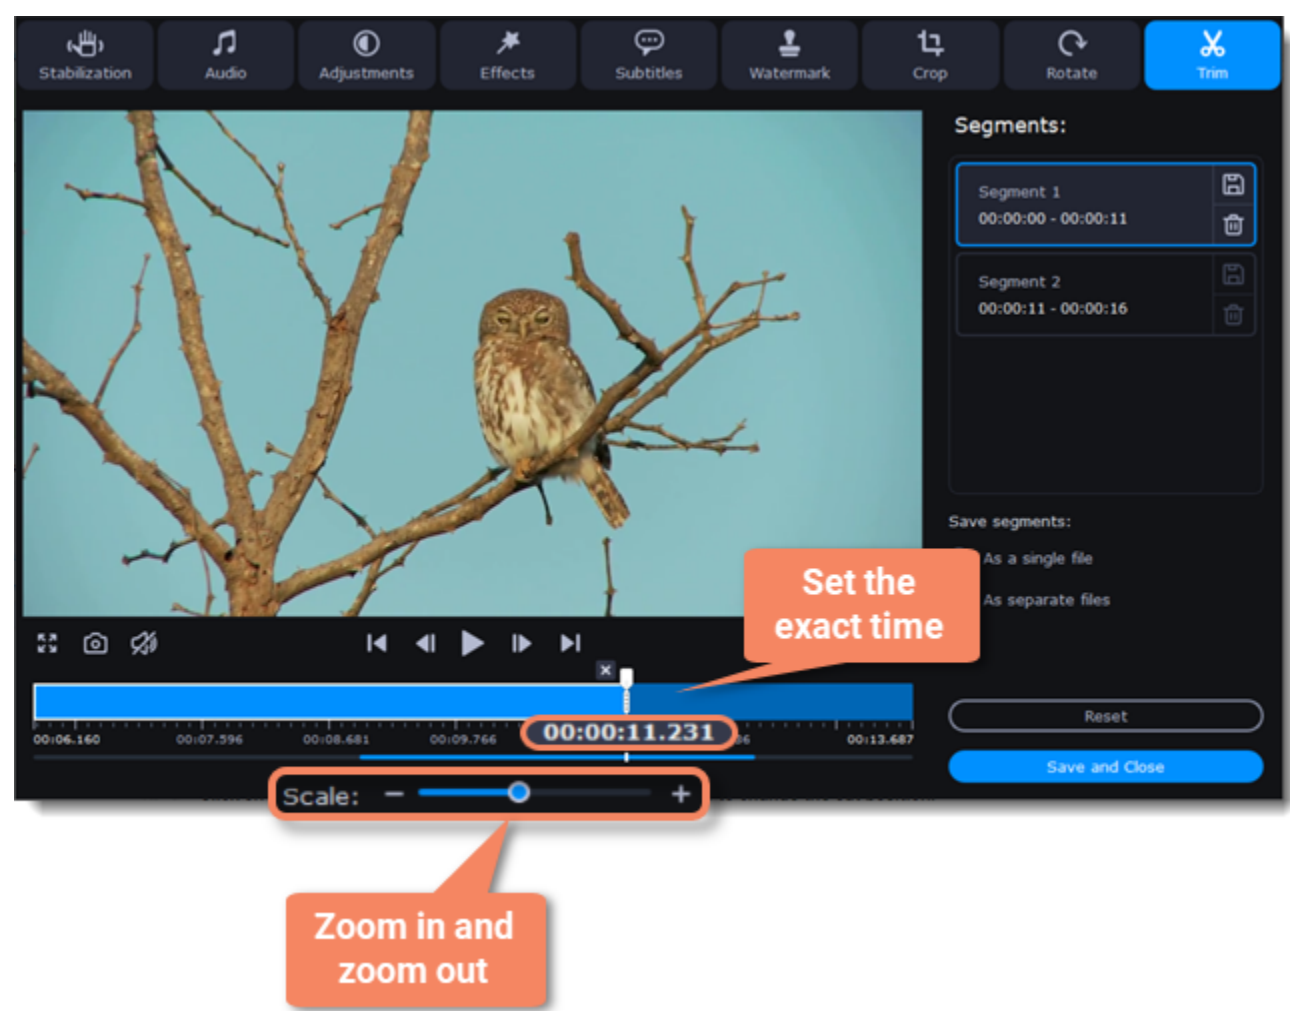 Stabilization
Audio
Adjustments
Effects
Subtitles
Watermark
Crop
Rotate
Trim
Segments:
Segment 1
00:00:00 - 00:00:11
Segment 2
00:00:11 - 00:00:16
Save segments:
As a single file
As separate files
Set the
exact time
00:06.160
00:07.596
00:08.681
00:09.766
00:00:11.231
00:13.687
Reset
Save and Close
Scale:
Zoom in and
zoom out